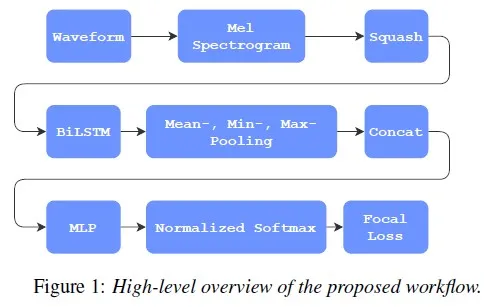 Waveform
Mel
Spectrogram
Squash
BiLSTM
Mean-, Min-, Max-
Pooling
Concat
MLP
Normalized Softmax
Focal
Loss
Figure 1: High-level overview of the proposed workflow.